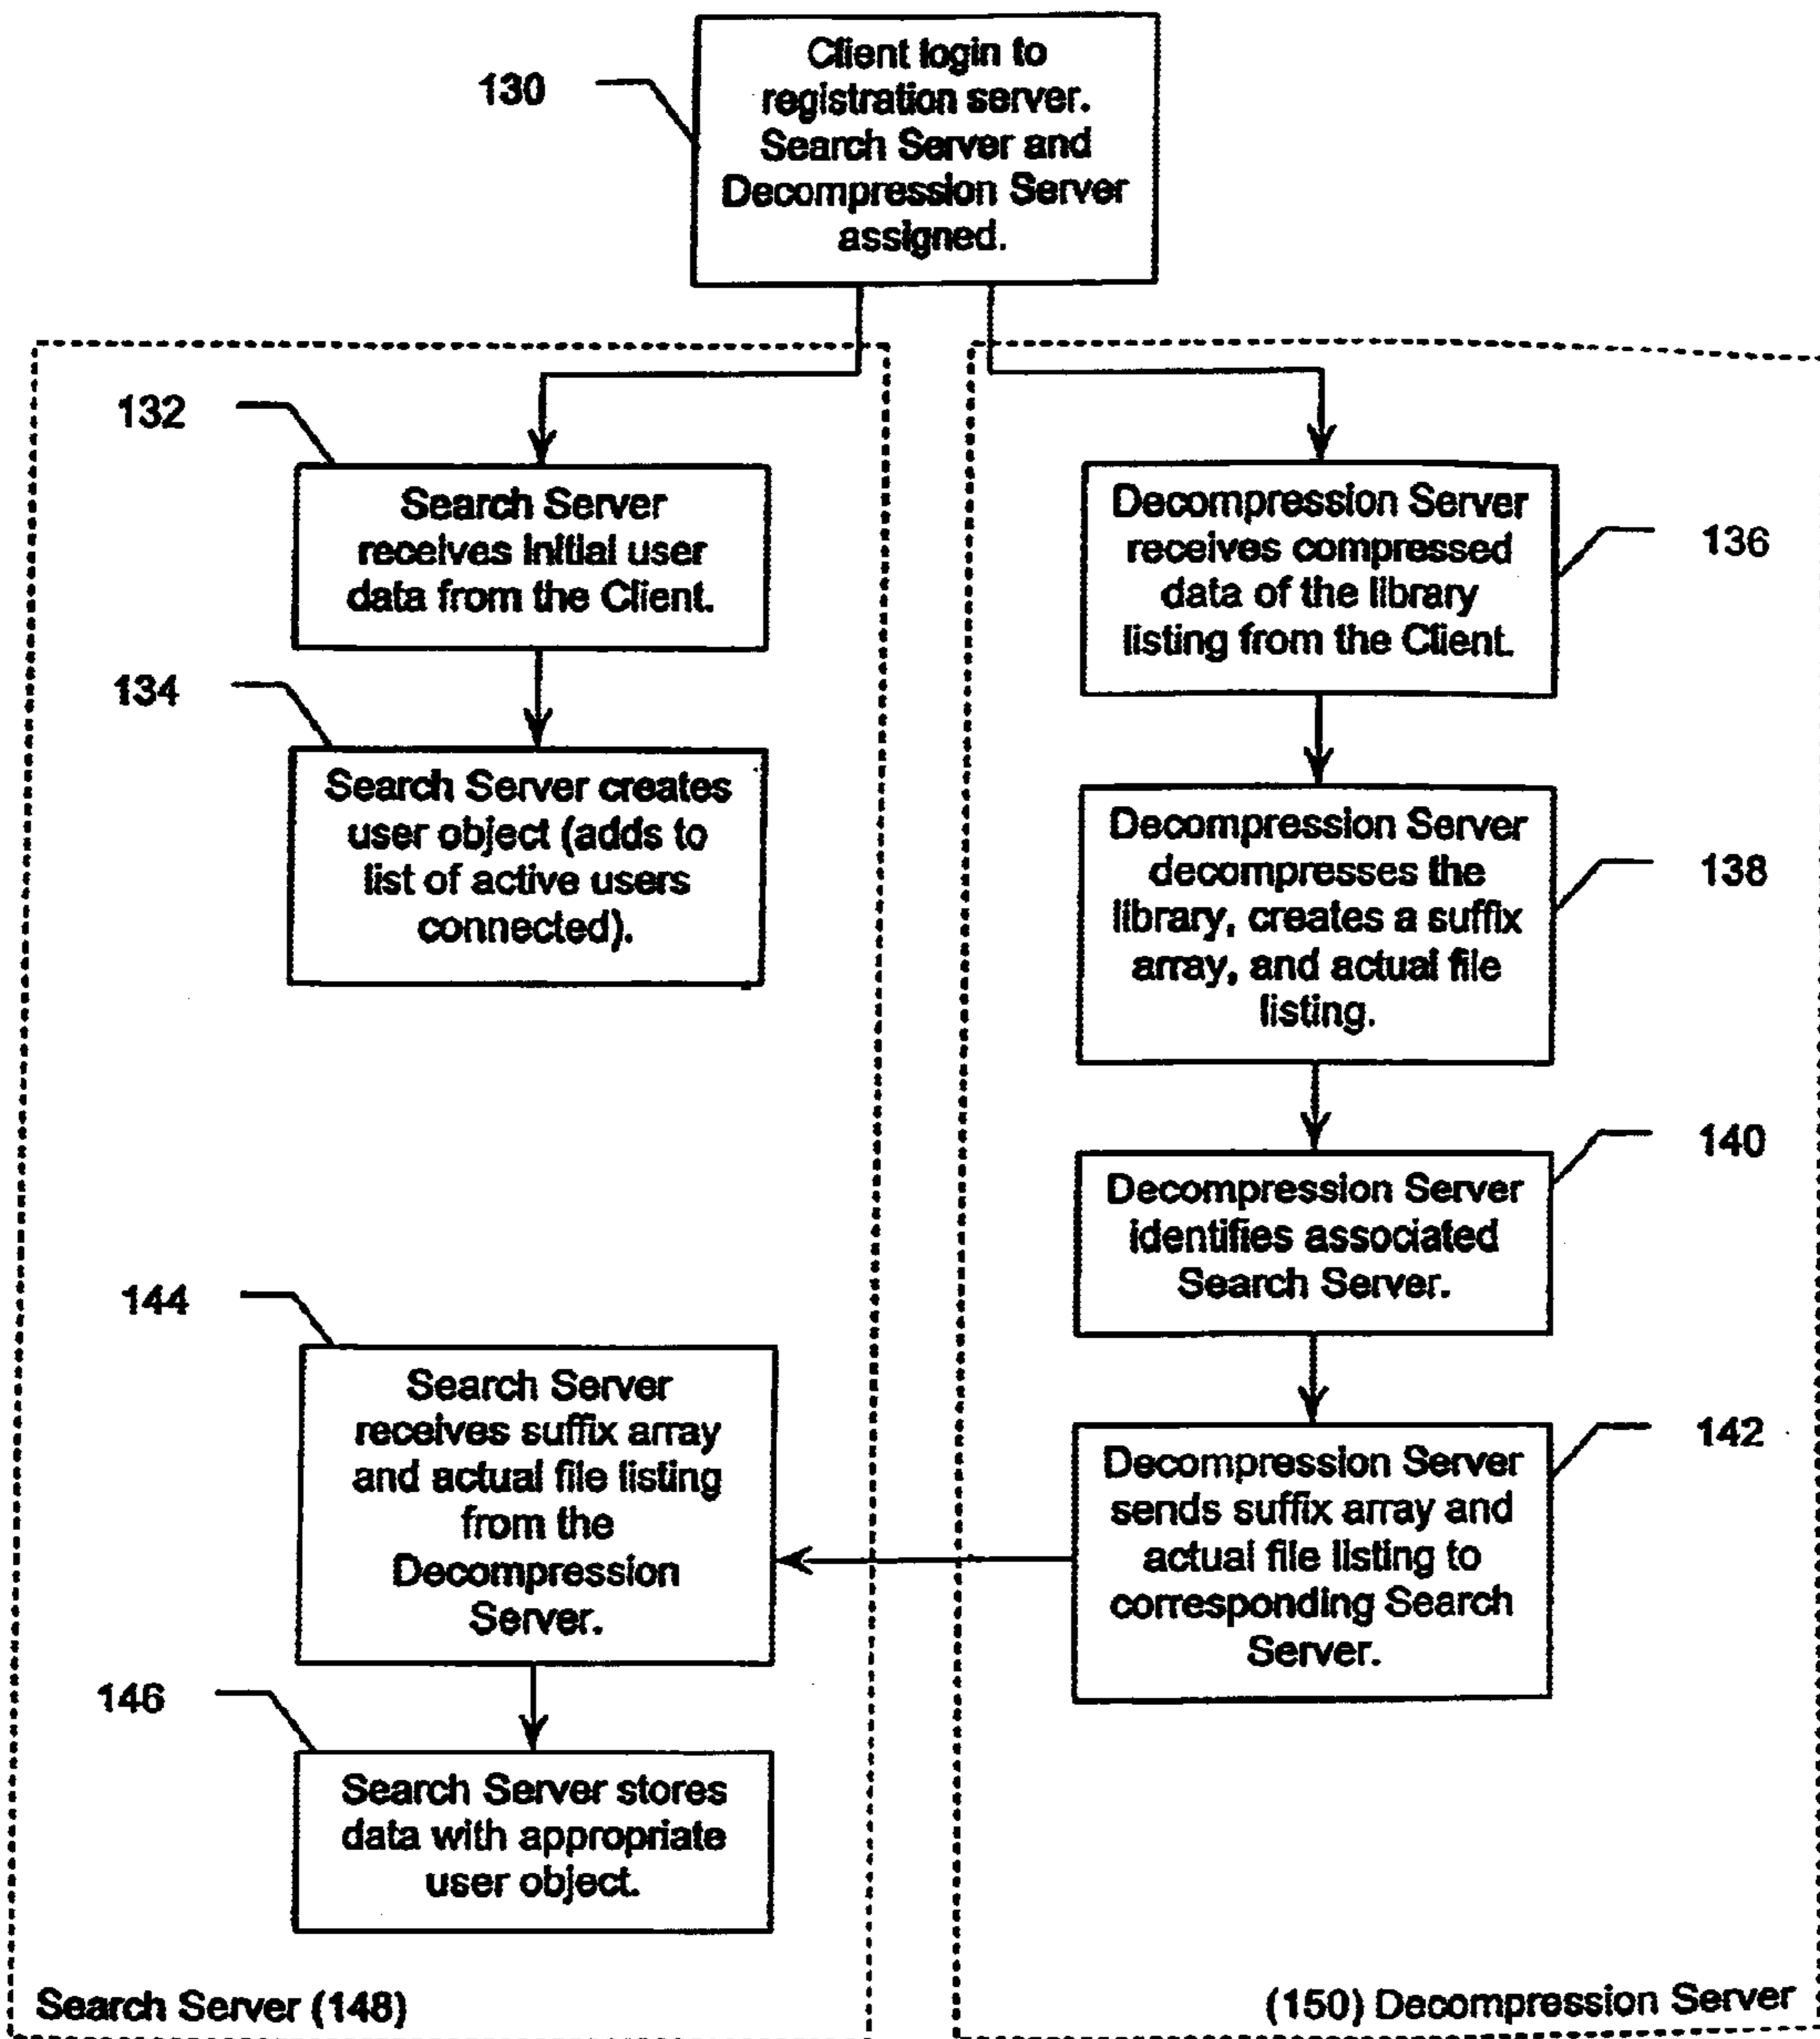 130
Client login to
registration server.
Search Server and
Decompression Server
assigned.
132
Search Server
receives initial user
data from the Client.
134
Search Server creates
user object (adds to
list of active users
connected).
136
Decompression Server
receives compressed
data of the library
listing from the Client.
138
Decompression Server
decompresses the
library, creates a suffix
array, and actual file
listing.
140
Decompression Server
identifies associated
Search Server.
142
Decompression Server
sends suffix array and
actual file listing to
corresponding Search
Server.
144
Search Server
receives suffix array
and actual file listing
from the
Decompression
Server.
146
Search Server stores
data with appropriate
user object.
Search Server (148)
(150) Decompression Server